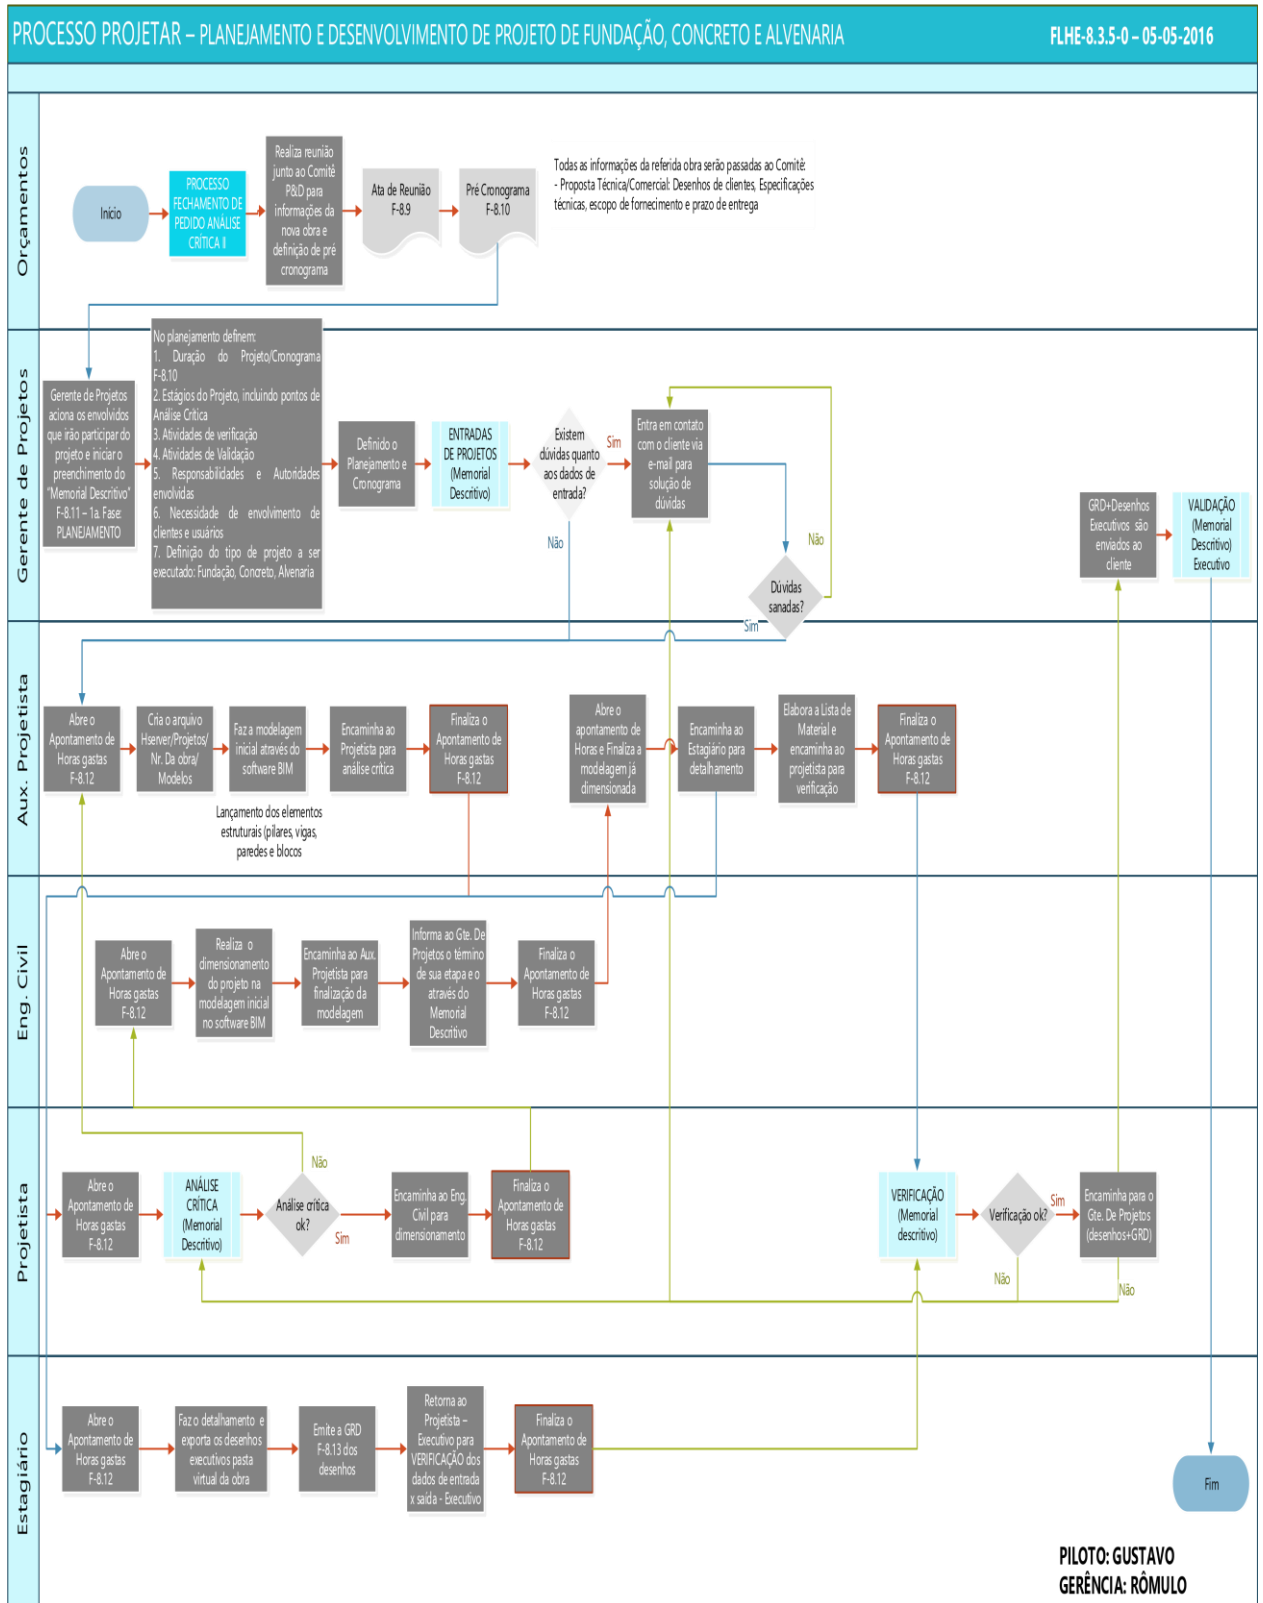 PROCESSO PROJETAR – PLANEJAMENTO E DESENVOLVIMENTO DE PROJETO DE FUNDAÇÃO, CONCRETO E ALVENARIA
FLHE-8.3.5-0 – 05-05-2016
Orçamentos
Início
PROCESSO
FECHAMENTO DE
PEDIDO ANÁLISE
CRÍTICA II
Realiza reunião
junto ao Comitê
P&D para
informações da
nova obra e
definição de pré
cronograma
Ata de Reunião
F-8.9
Pré Cronograma
F-8.10
Todas as informações da referida obra serão passadas ao Comitê:
- Proposta Técnica/Comercial: Desenhos de clientes, Especificações
técnicas, escopo de fornecimento e prazo de entrega
Gerente de Projetos
Gerente de Projetos
aciona os envolvidos
que irão participar do
projeto e iniciar o
preenchimento do
"Memorial Descritivo"
F-8.11 – 1a. Fase:
PLANEJAMENTO
No planejamento definem:
1. Duração do Projeto/Cronograma
F-8.10
2. Estágios do Projeto, incluindo pontos de
Análise Crítica
3. Atividades de verificação
4. Atividades de Validação
5. Responsabilidades e Autoridades
envolvidas
6. Necessidade de envolvimento de
clientes e usuários
7. Definição do tipo de projeto a ser
executado: Fundação, Concreto, Alvenaria
Definido o
Planejamento e
Cronograma
ENTRADAS
DE PROJETOS
(Memorial
Descritivo)
Existem
dúvidas quanto
aos dados de
entrada?
Sim
Não
Entra em contato
com o cliente via
e-mail para
solução de
dúvidas
Não
Dúvidas
sanadas?
Sim
GRD+Desenhos
Executivos são
enviados ao
cliente
VALIDAÇÃO
(Memorial
Descritivo)
Executivo
Aux. Projetista
Abre o
Apontamento de
Horas gastas
F-8.12
Cria o arquivo
Hserver/Projetos/
Nr. Da obra/
Modelos
Faz a modelagem
inicial através do
software BIM
Lançamento dos elementos
estruturais (pilares, vigas,
paredes e blocos
Encaminha ao
Projetista para
análise crítica
Finaliza o
Apontamento de
Horas gastas
F-8.12
Abre o
apontamento de
Horas e Finaliza a
modelagem já
dimensionada
Encaminha ao
Estagiário para
detalhamento
Elabora a Lista de
Material e
encaminha ao
projetista para
verificação
Finaliza o
Apontamento de
Horas gastas
F-8.12
Eng. Civil
Abre o
Apontamento de
Horas gastas
F-8.12
Realiza o
dimensionamento
do projeto na
modelagem inicial
no software BIM
Encaminha ao Aux.
Projetista para
finalização da
modelagem
Informa ao Gte. De
Projetos o término
de sua etapa e o
através do
Memorial
Descritivo
Finaliza o
Apontamento de
Horas gastas
F-8.12
Projetista
Abre o
Apontamento de
Horas gastas
F-8.12
ANÁLISE
CRÍTICA
(Memorial
Descritivo)
Não
Análise crítica
ok?
Sim
Encaminha ao Eng.
Civil para
dimensionamento
Finaliza o
Apontamento de
Horas gastas
F-8.12
VERIFICAÇÃO
(Memorial
descritivo)
Verificação ok?
Sim
Não
Encaminha para o
Gte. De Projetos
(desenhos+GRD)
Não
Estagiário
Abre o
Apontamento de
Horas gastas
F-8.12
Faz o detalhamento e
exporta os desenhos
executivos pasta
virtual da obra
Emite a GRD
F-8.13 dos
desenhos
Retorna ao
Projetista –
Executivo para
VERIFICAÇÃO dos
dados de entrada
x saída - Executivo
Finaliza o
Apontamento de
Horas gastas
F-8.12
Fim
PILOTO: GUSTAVO
GERÊNCIA: RÔMULO